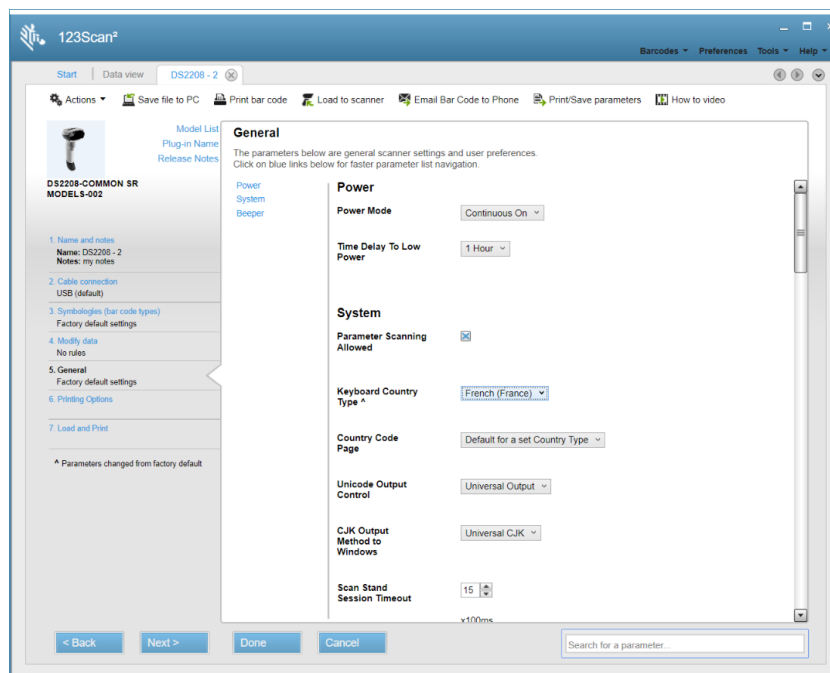 123Scan²
Barcodes Preferences Tools Help
Start Data view DS2208 - 2
Actions Save file to PC Print bar code Load to scanner Email Bar Code to Phone Print/Save parameters How to video
Model List
Plug-in Name
Release Notes
DS2208-COMMON SR
MODELS-002
1. Name and notes
Name: DS2208 - 2
Notes: my notes
2. Cable connection
USB (default)
3. Symbologies (bar code types)
Factory default settings
4. Modify data
No rules
5. General
Factory default settings
6. Printing Options
7. Load and Print
^ Parameters changed from factory default
General
The parameters below are general scanner settings and user preferences.
Click on blue links below for faster parameter list navigation.
Power
System
Beeper
Power
Power Mode Continuous On
Time Delay To Low
Power
1 Hour
System
Parameter Scanning
Allowed
Keyboard Country
Type ^
French (France)
Country Code
Page
Default for a set Country Type
Unicode Output
Control
Universal Output
CJK Output
Method to
Windows
Universal CJK
Scan Stand
Session Timeout
15
x100ms
< Back Next > Done Cancel Search for a parameter...